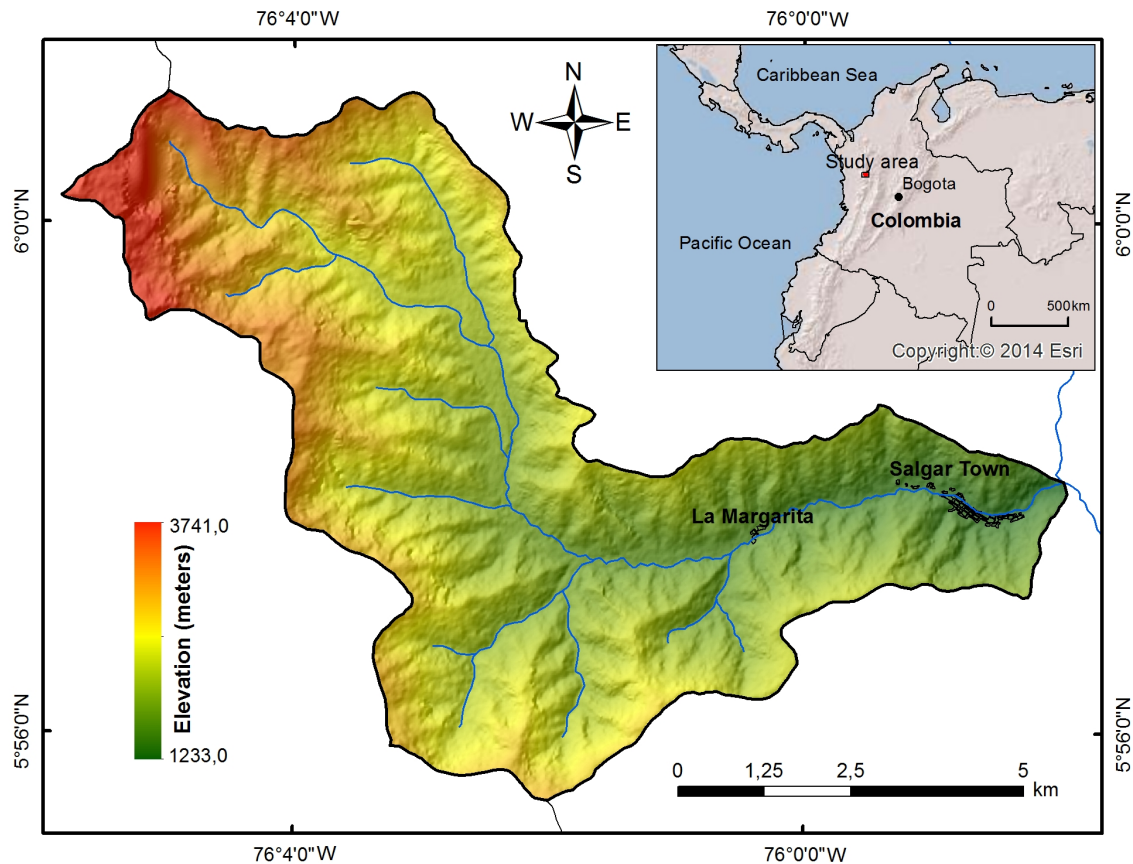 76°4'0"W
76°0'0"W
N
W
E
S
Caribbean Sea
Study area
Bogota
Colombia
Pacific Ocean
0
500 km
Copyright:© 2014 Esri
6°0'0"N
6°0'0"N
Salgar Town
La Margarita
3741,0
Elevation (meters)
1233,0
5°56'0"N
5°56'0"N
0
1,25
2,5
5
km
76°4'0"W
76°0'0"W